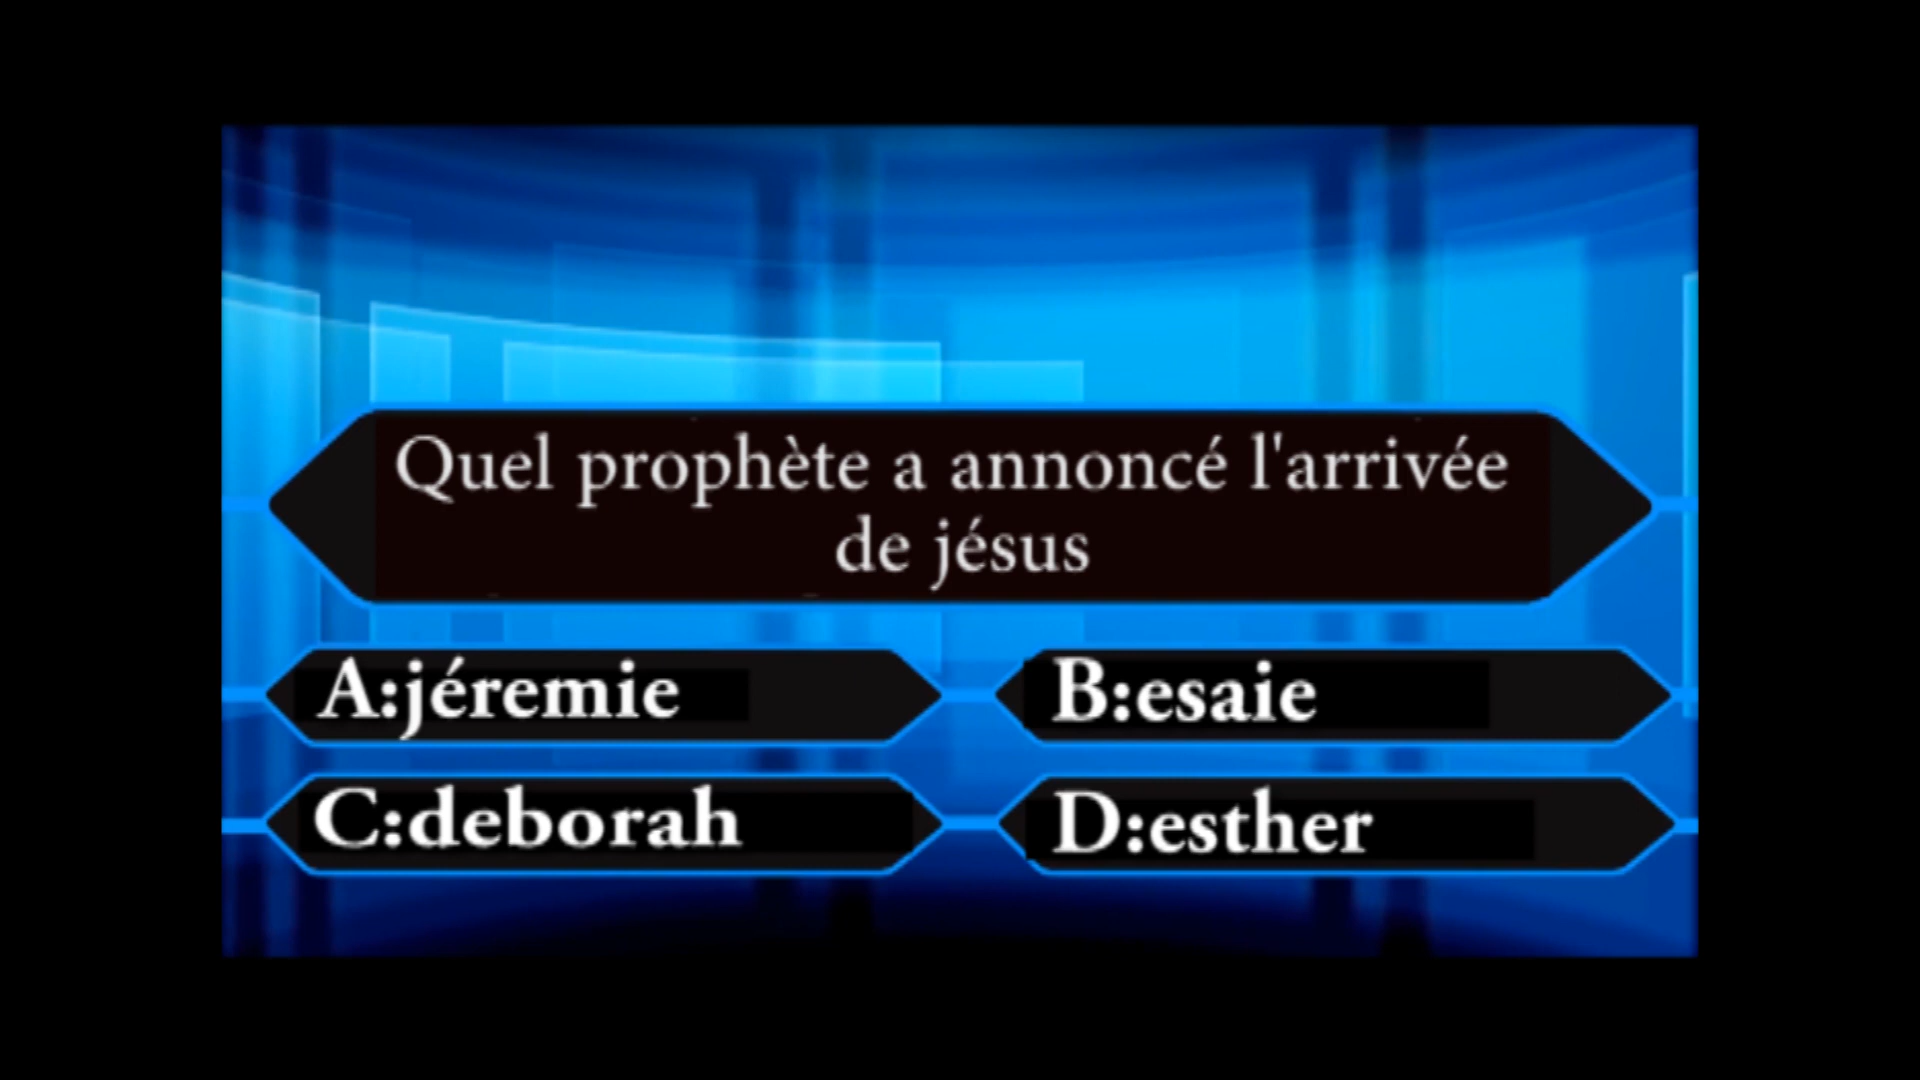 Quel prophète a annoncé l'arrivée
de jésus
A:jéremie
B:esaie
C:deborah
D:esther